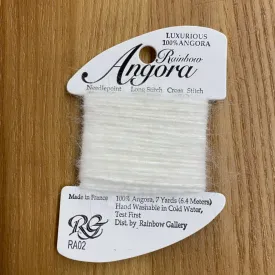 LUXURIOUS
100% ANGORA
Rainbow
Angora
Needlepoint Long Stitch Cross Stitch
Made in France
100% Angora, 7 Yards (6.4 Meters)
Hand Washable in Cold Water,
Test First
Dist. by Rainbow Gallery
RG
RA02